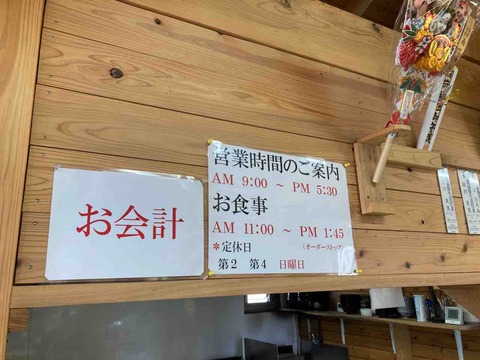 お会計
営業時間のご案内
AM 9:00 ～ PM 5:30
お食事
AM 11:00 ～ PM 1:45
＊定休日 （オーダーストップ）
第2 第4 日曜日